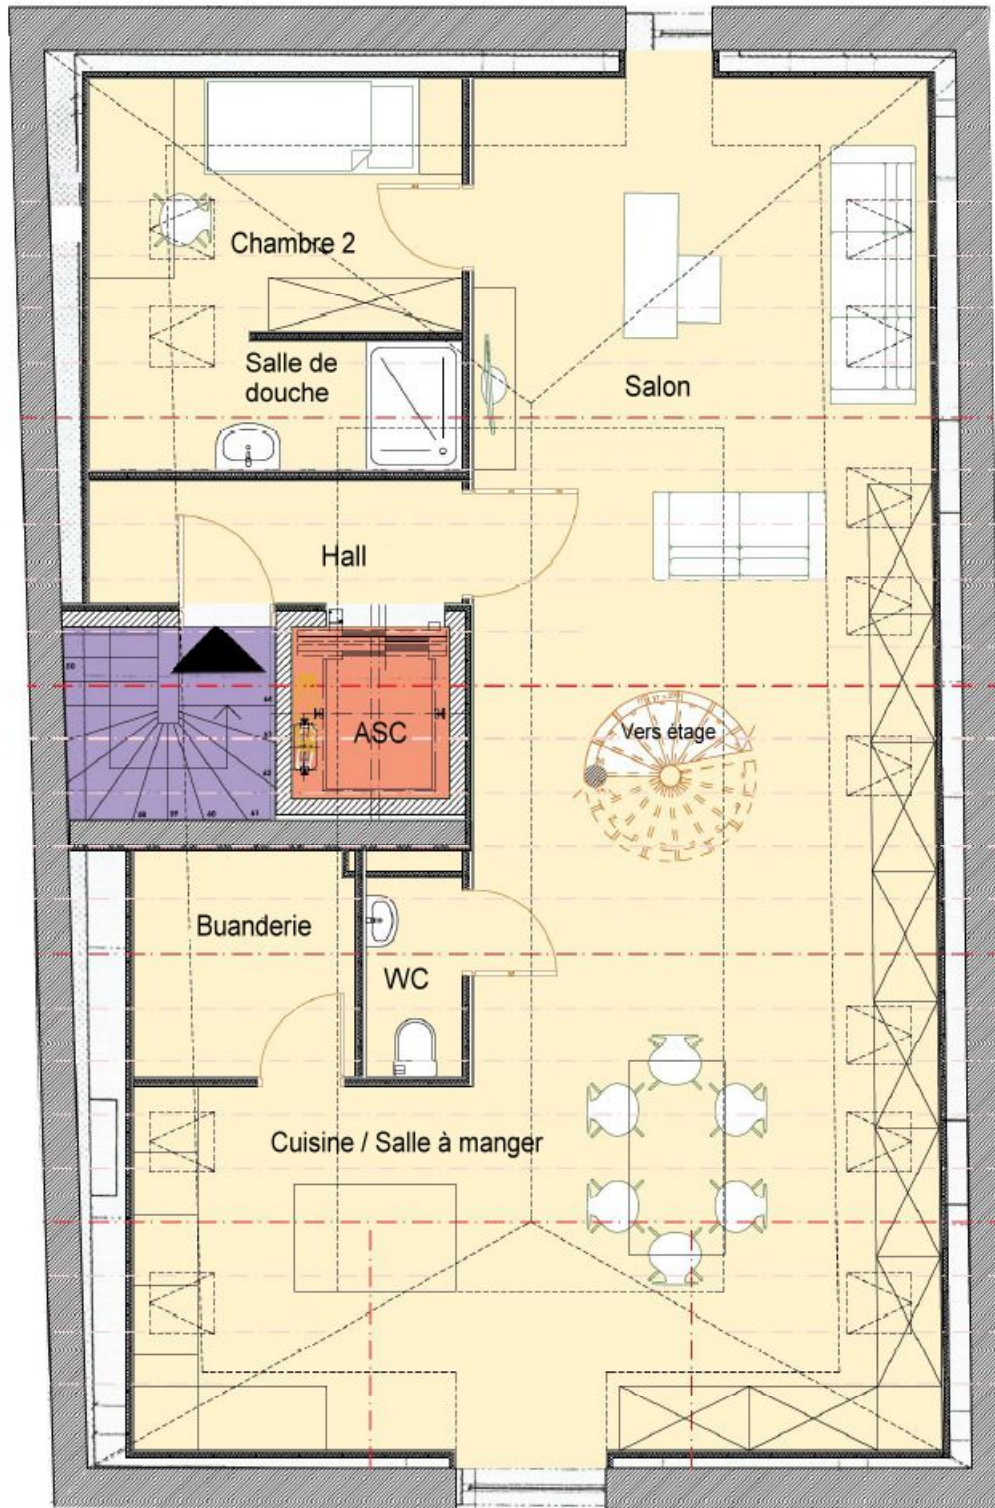 Chambre 2
Salle de
douche
Salon
Hall
ASC
Vers étage
Buanderie
WC
Cuisine / Salle à manger